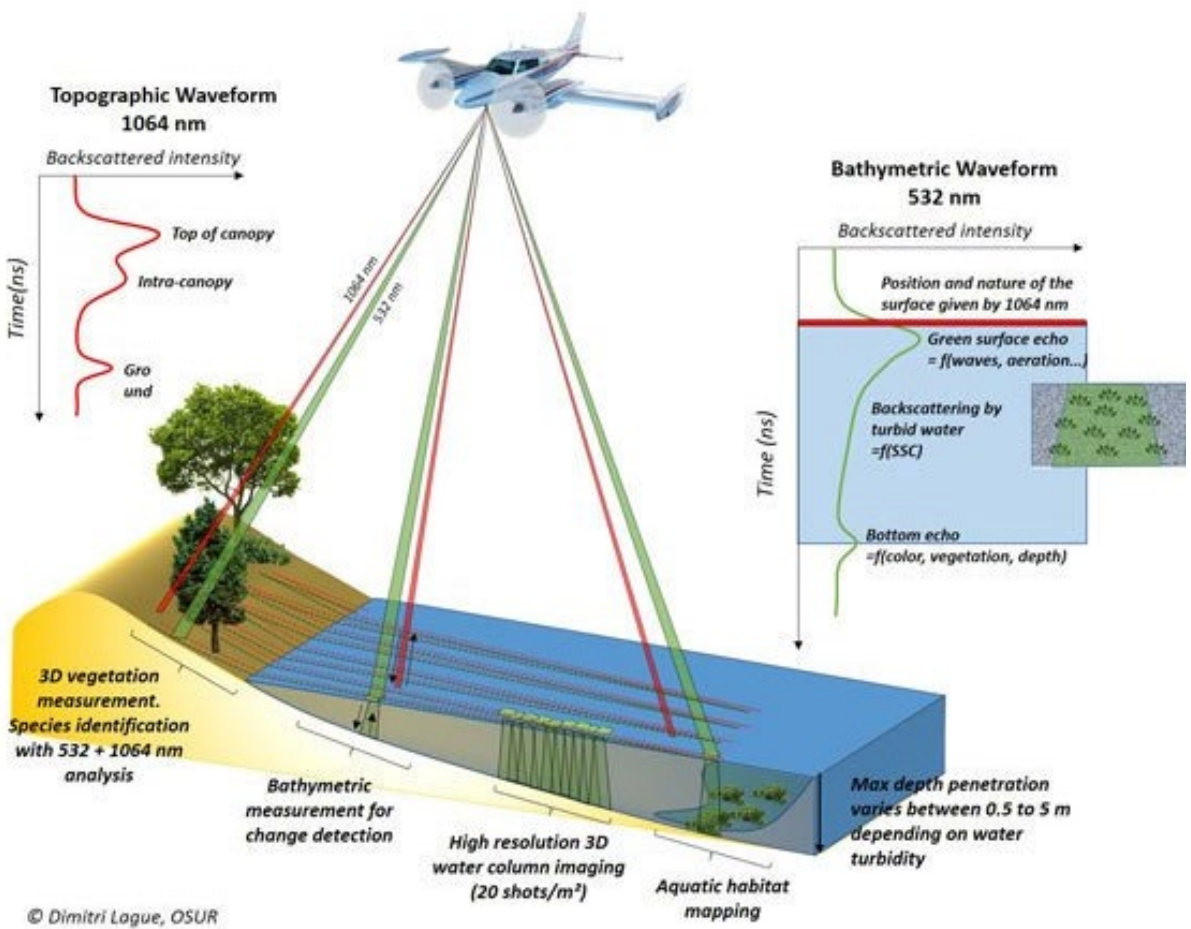 Topographic Waveform
1064 nm
Backscattered intensity
Top of canopy
Intra-canopy
Gro
und
Time(ns)
1064 nm
532 nm
Bathymetric Waveform
532 nm
Backscattered intensity
Position and nature of the
surface given by 1064 nm
Green surface echo
= f(waves, aeration...)
Backscattering by
turbid water
=f(SSC)
Bottom echo
=f(color, vegetation, depth)
Time (ns)
3D vegetation
measurement.
Species identification
with 532 + 1064 nm
analysis
Bathymetric
measurement for
change detection
High resolution 3D
water column imaging
(20 shots/m²)
Aquatic habitat
mapping
Max depth penetration
varies between 0.5 to 5 m
depending on water
turbidity
© Dimitri Lague, OSUR